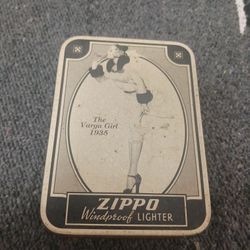 The
Varga Girl
1935
ZIPPO
Windproof LIGHTER